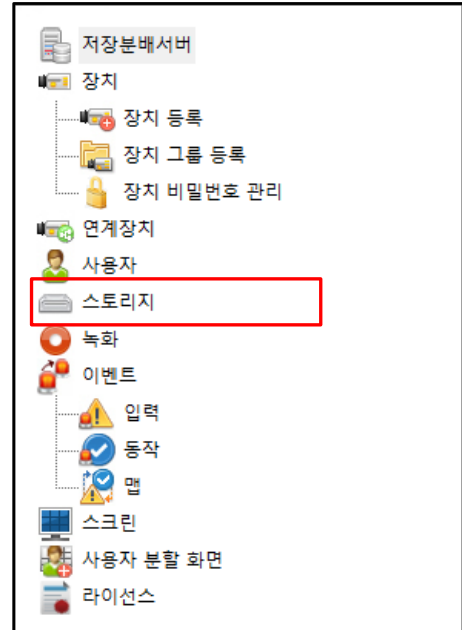 저장분배서버
장치
장치 등록
장치 그룹 등록
장치 비밀번호 관리
연계장치
사용자
스토리지
녹화
이벤트
입력
동작
맵
스크린
사용자 분할 화면
라이선스